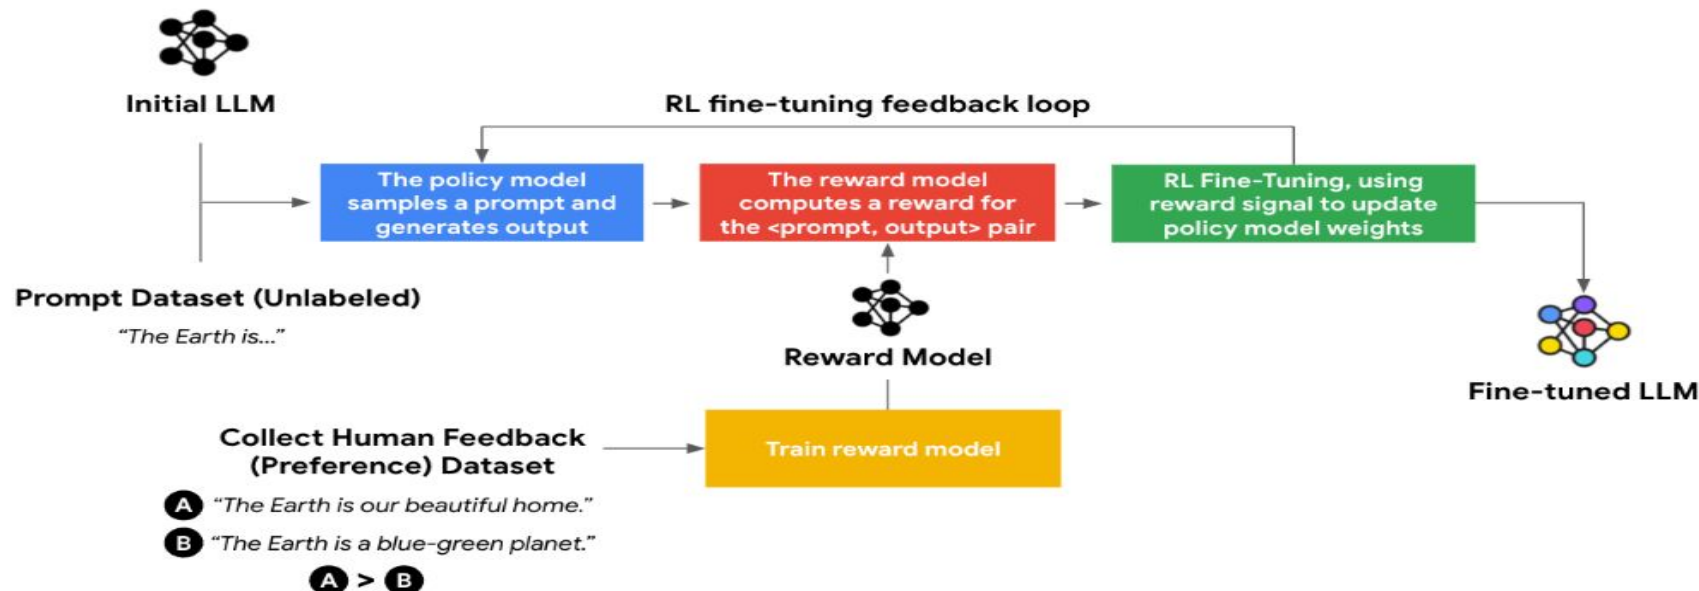 Initial LLM
RL fine-tuning feedback loop
The policy model
samples a prompt and
generates output
The reward model
computes a reward for
the <prompt, output> pair
RL Fine-Tuning, using
reward signal to update
policy model weights
Prompt Dataset (Unlabeled)
“The Earth is...”
Reward Model
Fine-tuned LLM
Collect Human Feedback
(Preference) Dataset
Train reward model
A “The Earth is our beautiful home.”
B “The Earth is a blue-green planet.”
A > B